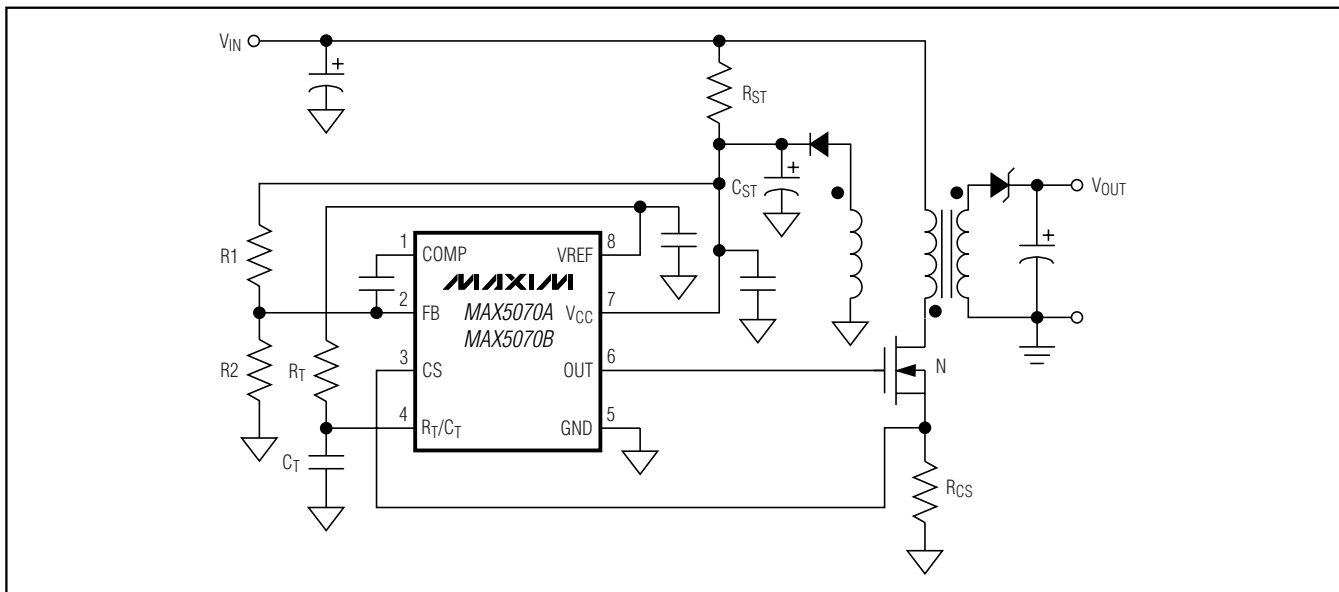 VIN
+
RST
+
CST
VOUT
+
R1
1 COMP
VREF 8
MAXIM
MAX5070A
MAX5070B
2 FB
VCC 7
R2
RT
3 CS
OUT 6
N
4 RT/CT
GND 5
CT
RCS